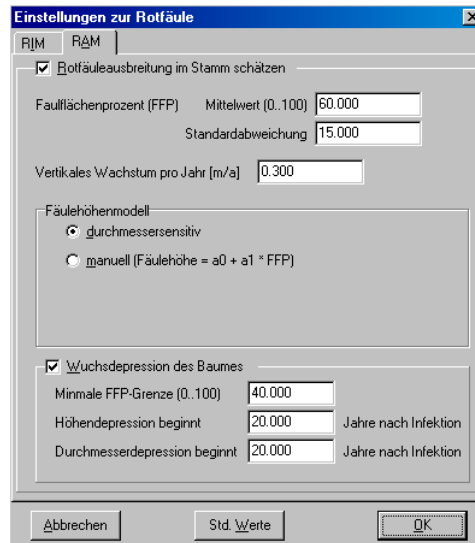 Einstellungen zur Rotfäule
RIM RAM
Rotfäuleausbreitung im Stamm schätzen
Faulflächenprozent (FFP) Mittelwert (0..100) 60.000
Standardabweichung 15.000
Vertikales Wachstum pro Jahr [m/a] 0.300
Fäulehöhenmodell
durchmessersensitiv
manuell (Fäulehöhe = a0 + a1 * FFP)
Wuchsdepression des Baumes
Minmale FFP-Grenze (0..100) 40.000
Höhendepression beginnt 20.000 Jahre nach Infektion
Durchmesserdepression beginnt 20.000 Jahre nach Infektion
Abbrechen Std. Werte OK